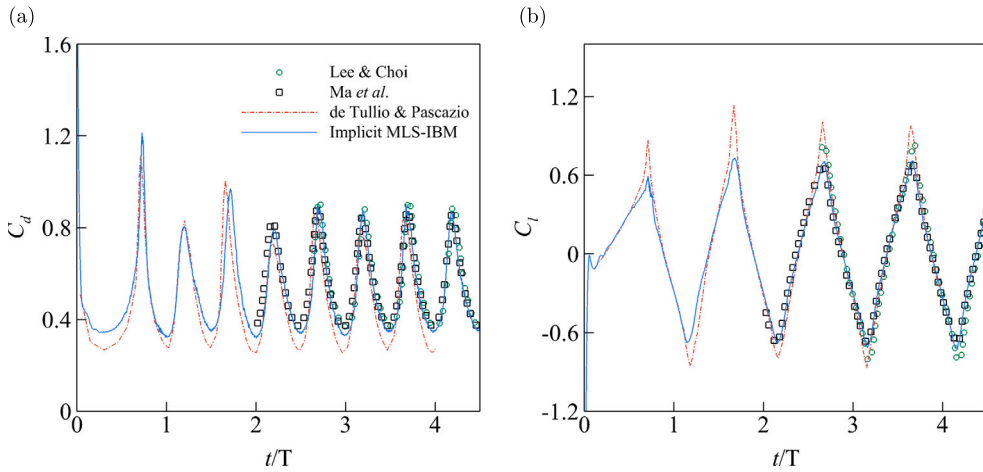 (a)
(b)
1.6
1.2
0.8
0.4
0
C_d
0
1
2
3
4
t/T
Lee & Choi
Ma et al.
de Tullio & Pascazio
Implicit MLS-IBM
1.2
0.6
0
-0.6
-1.2
C_l
0
1
2
3
4
t/T